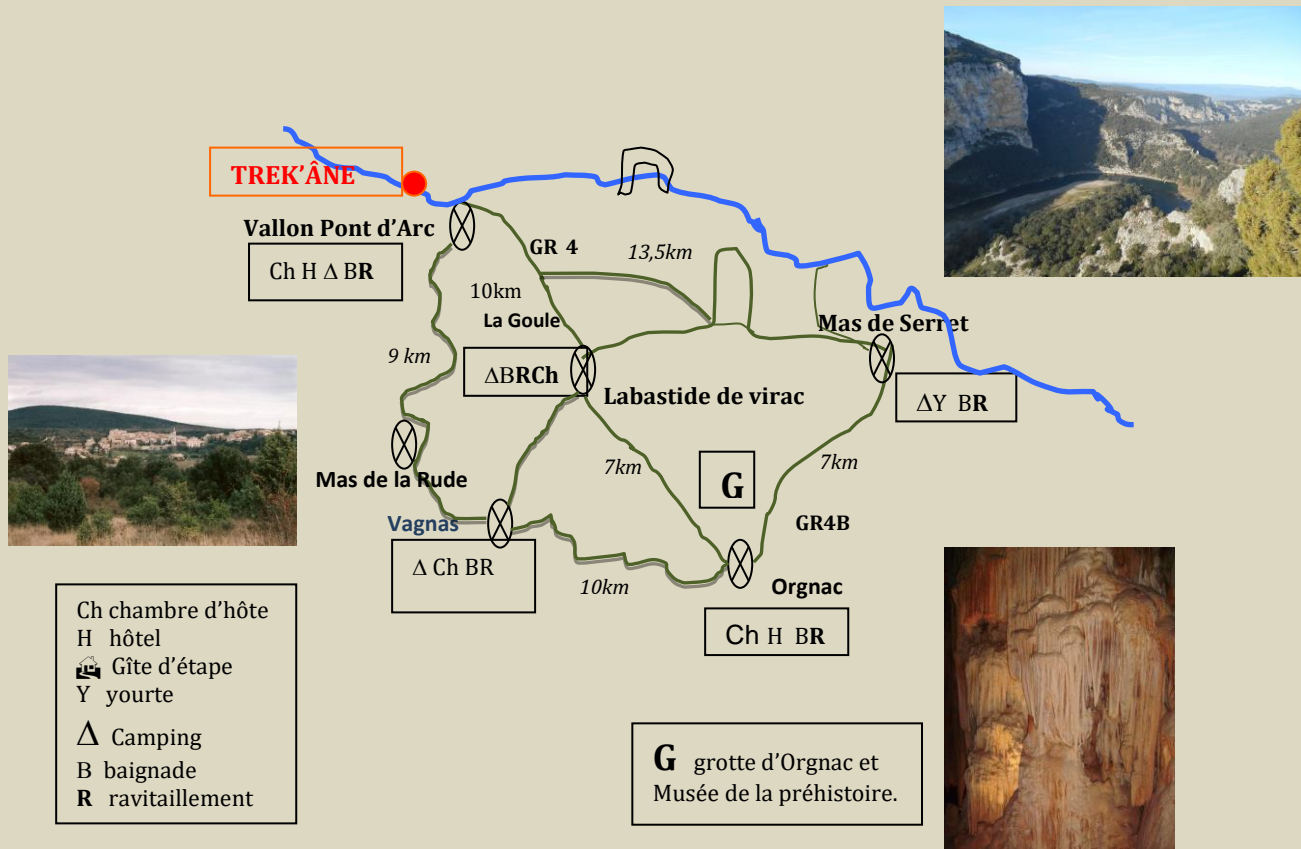 TREK'ÂNE
Vallon Pont d'Arc
Ch H Δ BR
GR 4
13,5km
10km
La Goule
Mas de Serret
9 km
ΔBRCh
Labastide de virac
ΔY BR
Mas de la Rude
7km
G
7km
GR4B
Vagnas
Δ Ch BR
10km
Orgnac
Ch H BR
Ch chambre d'hôte
H hôtel
Gîte d'étape
Y yourte
Δ Camping
B baignade
R ravitaillement
G grotte d'Orgnac et
Musée de la préhistoire.